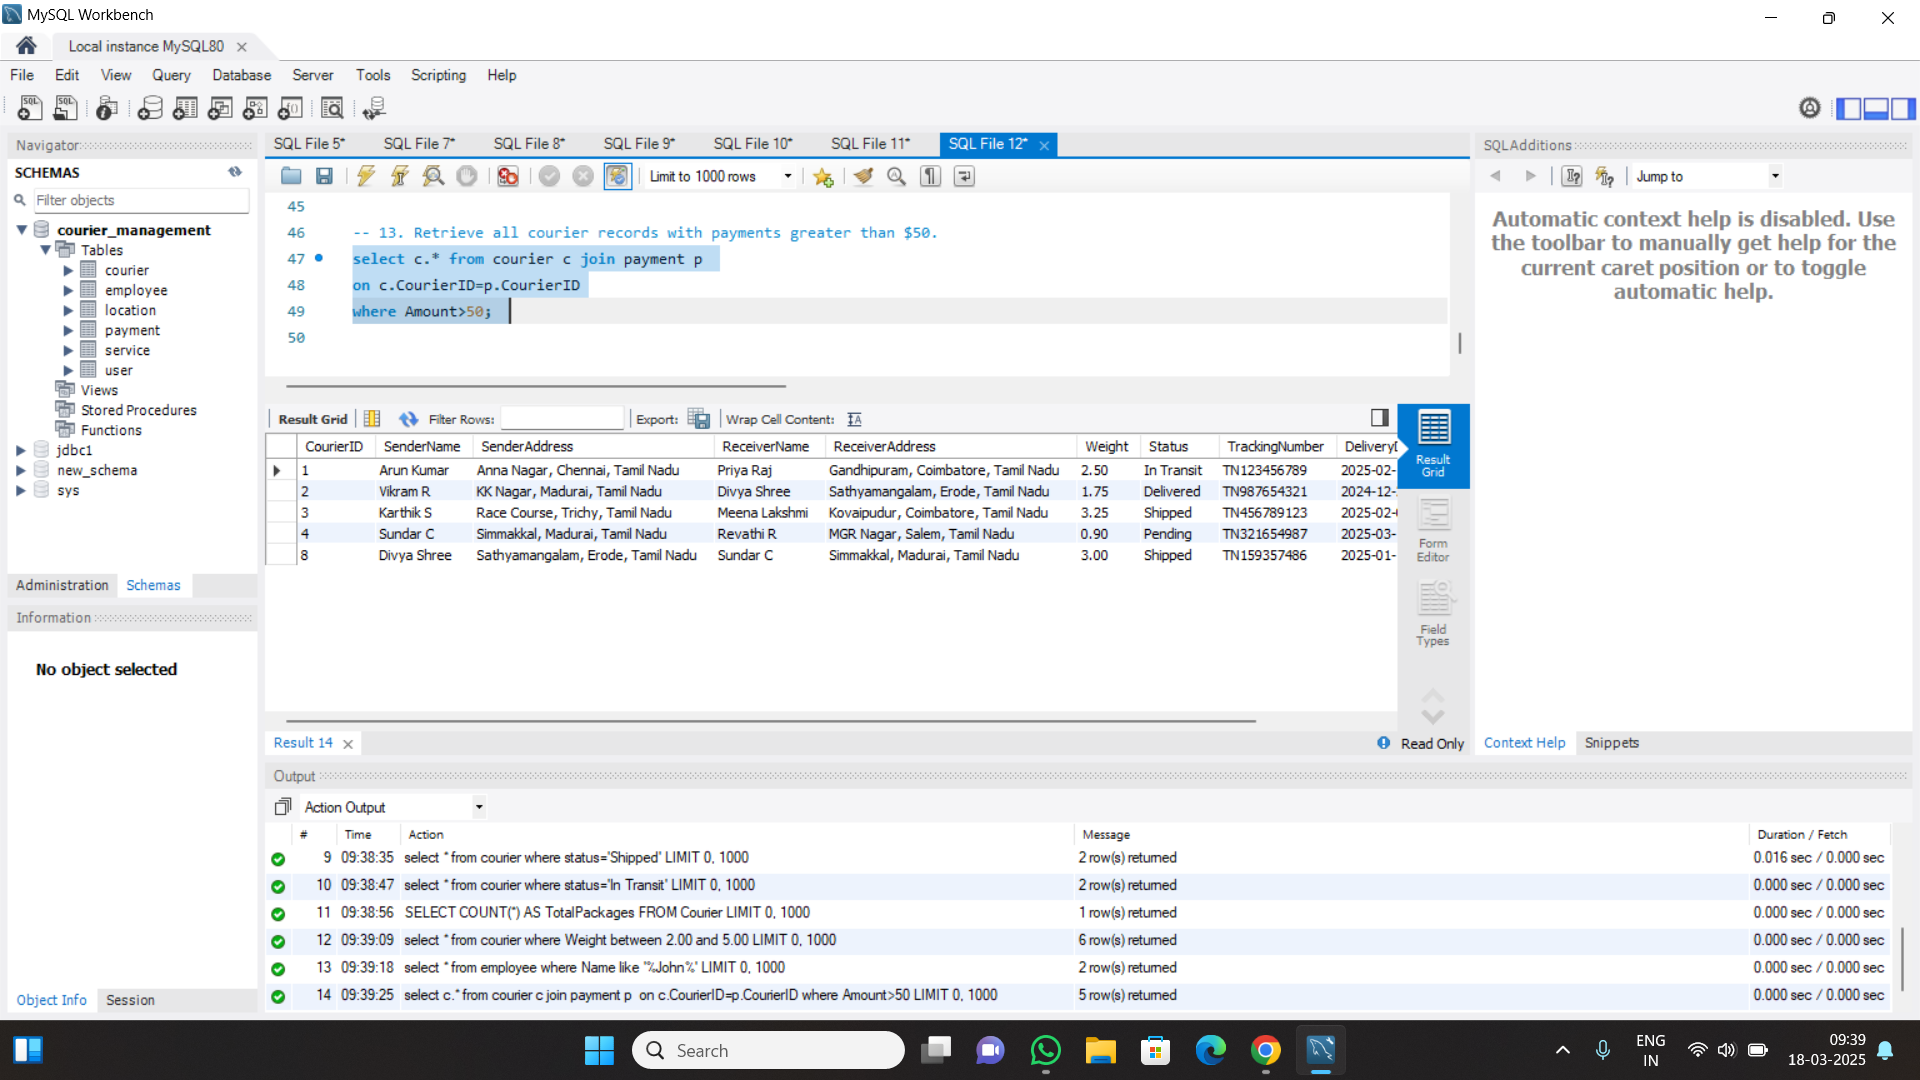 MySQL Workbench
Local instance MySQL80
File Edit View Query Database Server Tools Scripting Help
Navigator
SCHEMAS
Filter objects
courier_management
Tables
courier
employee
location
payment
service
user
Views
Stored Procedures
Functions
jdbc1
new_schema
sys
Administration Schemas
Information
No object selected
Object Info Session
SQL File 5* SQL File 7* SQL File 8* SQL File 9* SQL File 10* SQL File 11* SQL File 12*
Limit to 1000 rows
45
46 -- 13. Retrieve all courier records with payments greater than $50.
47 select c.* from courier c join payment p
48 on c.CourierID=p.CourierID
49 where Amount>50;
50
Result Grid Filter Rows: Export: Wrap Cell Content:
CourierID SenderName SenderAddress ReceiverName ReceiverAddress Weight Status TrackingNumber DeliveryD
1 Arun Kumar Anna Nagar, Chennai, Tamil Nadu Priya Raj Gandhipuram, Coimbatore, Tamil Nadu 2.50 In Transit TN123456789 2025-02-
2 Vikram R KK Nagar, Madurai, Tamil Nadu Divya Shree Sathyamangalam, Erode, Tamil Nadu 1.75 Delivered TN987654321 2024-12-
3 Karthik S Race Course, Trichy, Tamil Nadu Meena Lakshmi Kovaipudur, Coimbatore, Tamil Nadu 3.25 Shipped TN456789123 2025-02-
4 Sundar C Simmakkal, Madurai, Tamil Nadu Revathi R MGR Nagar, Salem, Tamil Nadu 0.90 Pending TN321654987 2025-03-
8 Divya Shree Sathyamangalam, Erode, Tamil Nadu Sundar C Simmakkal, Madurai, Tamil Nadu 3.00 Shipped TN159357486 2025-01-
Result
Grid
Form
Editor
Field
Types
Result 14
Read Only
SQLAdditions
Jump to
Automatic context help is disabled. Use
the toolbar to manually get help for the
current caret position or to toggle
automatic help.
Context Help Snippets
Output
Action Output
# Time Action Message Duration / Fetch
9 09:38:35 select * from courier where status='Shipped' LIMIT 0, 1000 2 row(s) returned 0.016 sec / 0.000 sec
10 09:38:47 select * from courier where status='In Transit' LIMIT 0, 1000 2 row(s) returned 0.000 sec / 0.000 sec
11 09:38:56 SELECT COUNT(*) AS TotalPackages FROM Courier LIMIT 0, 1000 1 row(s) returned 0.000 sec / 0.000 sec
12 09:39:09 select * from courier where Weight between 2.00 and 5.00 LIMIT 0, 1000 6 row(s) returned 0.000 sec / 0.000 sec
13 09:39:18 select * from employee where Name like '%John%' LIMIT 0, 1000 2 row(s) returned 0.000 sec / 0.000 sec
14 09:39:25 select c.* from courier c join payment p on c.CourierID=p.CourierID where Amount>50 LIMIT 0, 1000 5 row(s) returned 0.000 sec / 0.000 sec
Search
ENG
IN
09:39
18-03-2025